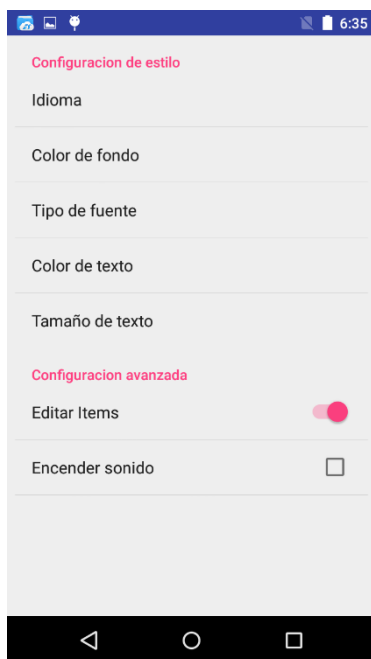 6:35
Configuracion de estilo
Idioma
Color de fondo
Tipo de fuente
Color de texto
Tamaño de texto
Configuracion avanzada
Editar Items
Encender sonido